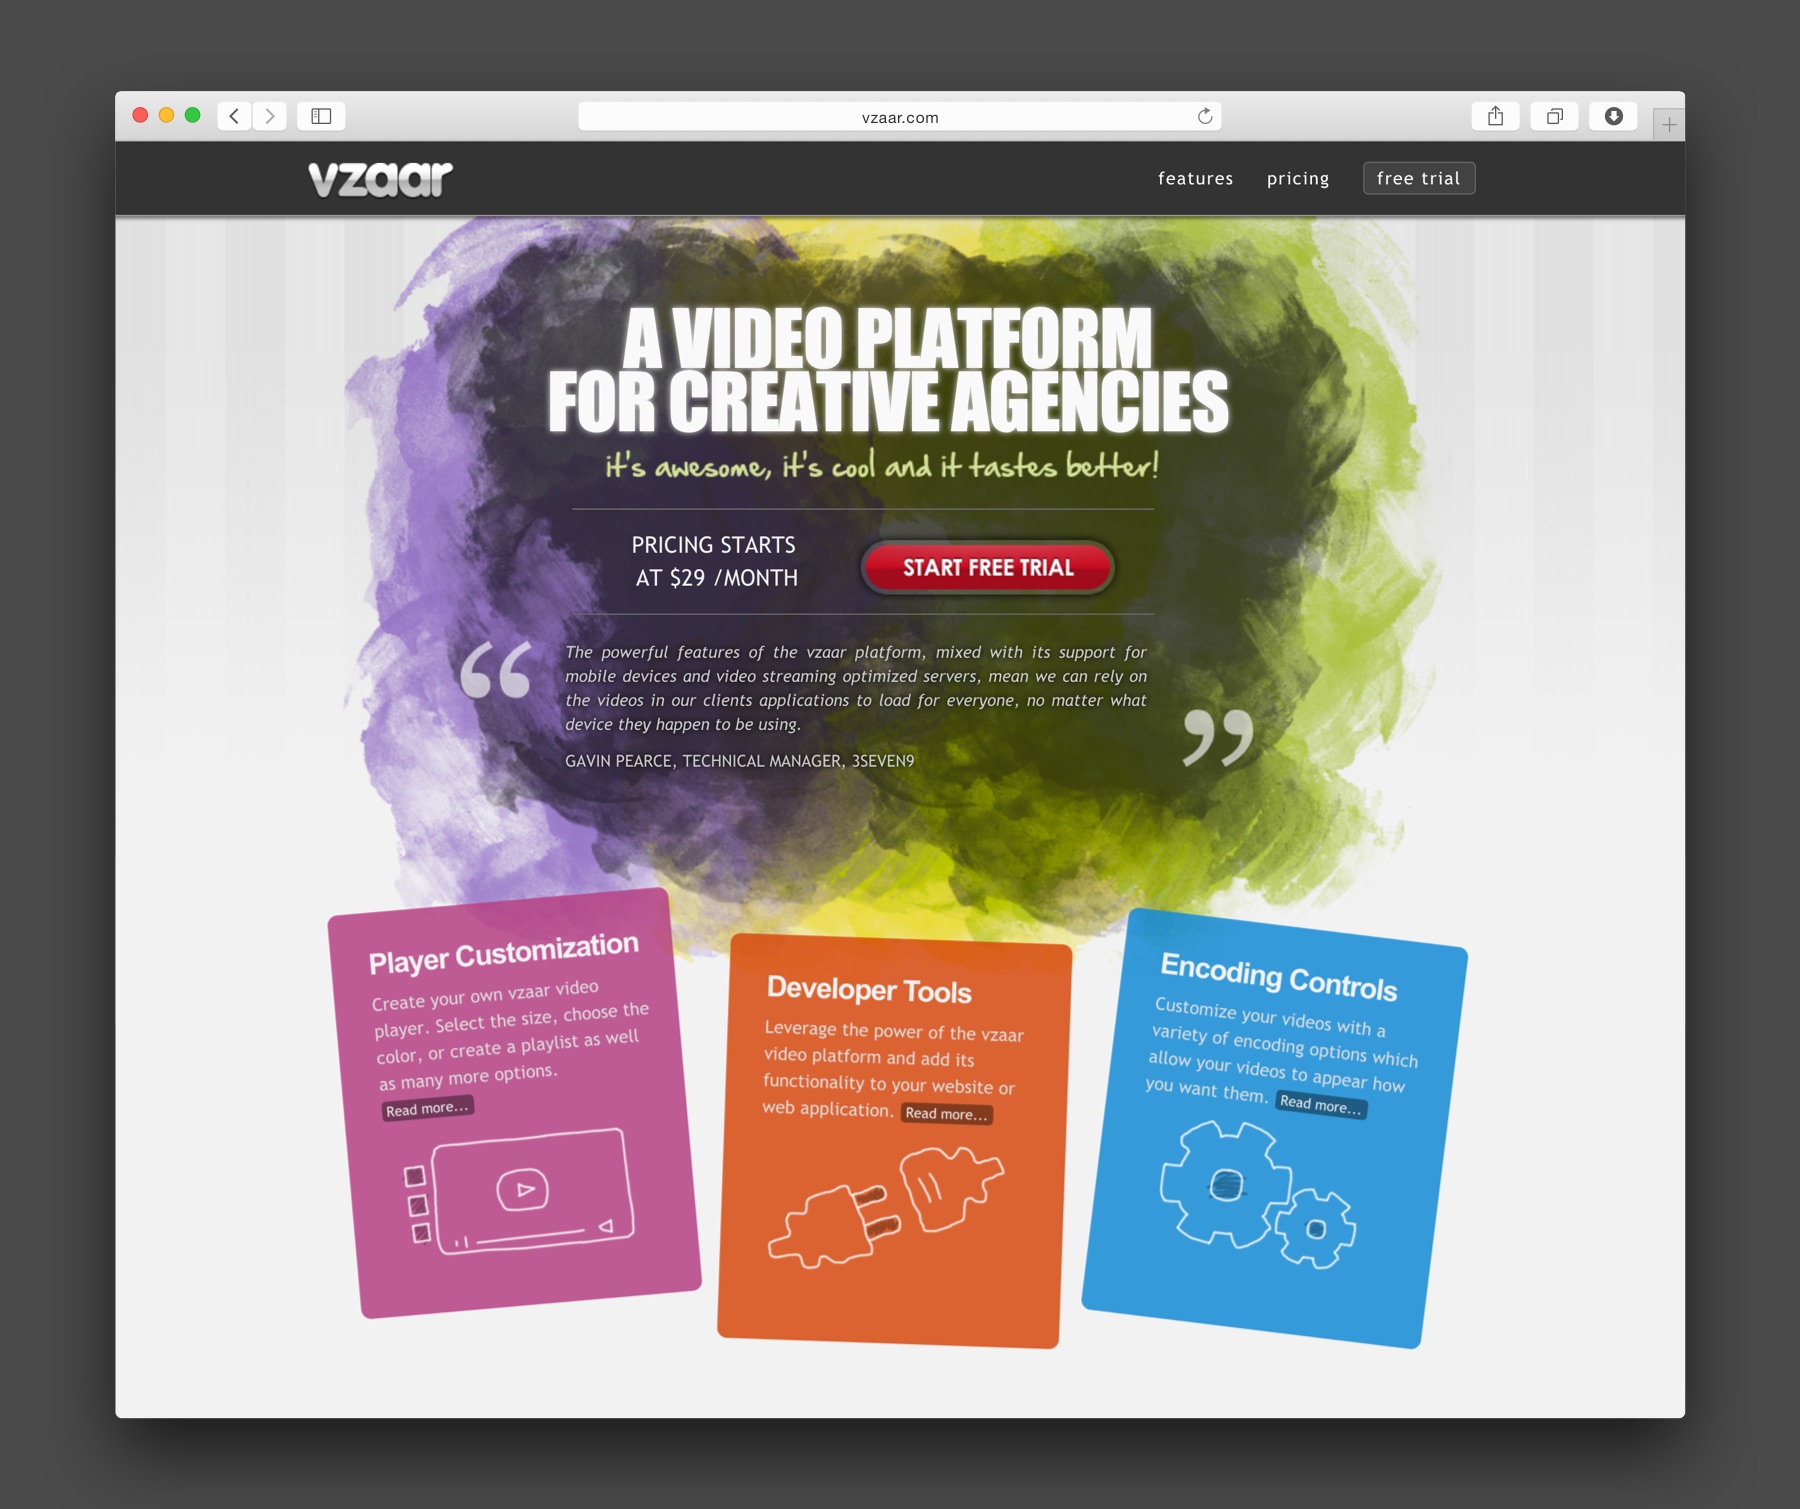 vzaar.com
vzaar
features
pricing
free trial
A VIDEO PLATFORM
FOR CREATIVE AGENCIES
it's awesome, it's cool and it tastes better!
PRICING STARTS
AT $29 /MONTH
START FREE TRIAL
“
The powerful features of the vzaar platform, mixed with its support for
mobile devices and video streaming optimized servers, mean we can rely on
the videos in our clients applications to load for everyone, no matter what
device they happen to be using.
”
GAVIN PEARCE, TECHNICAL MANAGER, 3SEVEN9
Player Customization
Create your own vzaar video
player. Select the size, choose the
color, or create a playlist as well
as many more options.
Read more...
Developer Tools
Leverage the power of the vzaar
video platform and add its
functionality to your website or
web application. Read more...
Encoding Controls
Customize your videos with a
variety of encoding options which
allow your videos to appear how
you want them. Read more...